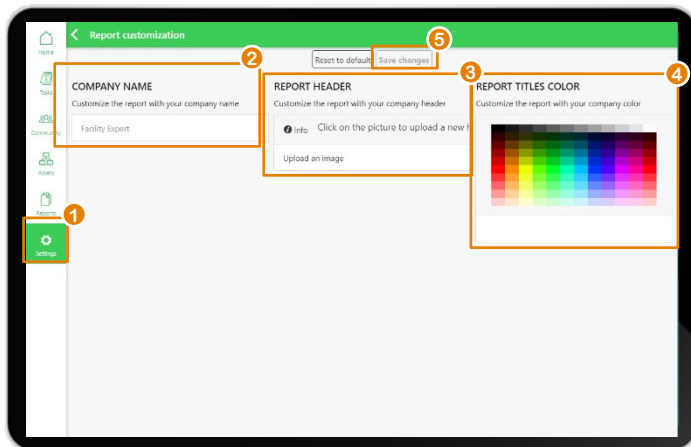 Report customization
Home
Tasks
Community
Assets
Reports
Settings
1
5
Reset to default
Save changes
2
COMPANY NAME
Customize the report with your company name
Facility Expert
3
REPORT HEADER
Customize the report with your company header
Info Click on the picture to upload a new h
Upload an image
4
REPORT TITLES COLOR
Customize the report with your company color